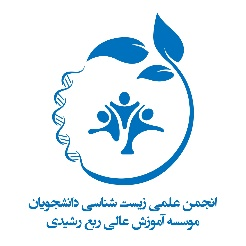 انجمن علمی زیست شناسی دانشجویان
موسسه آموزش عالی ربع رشیدی